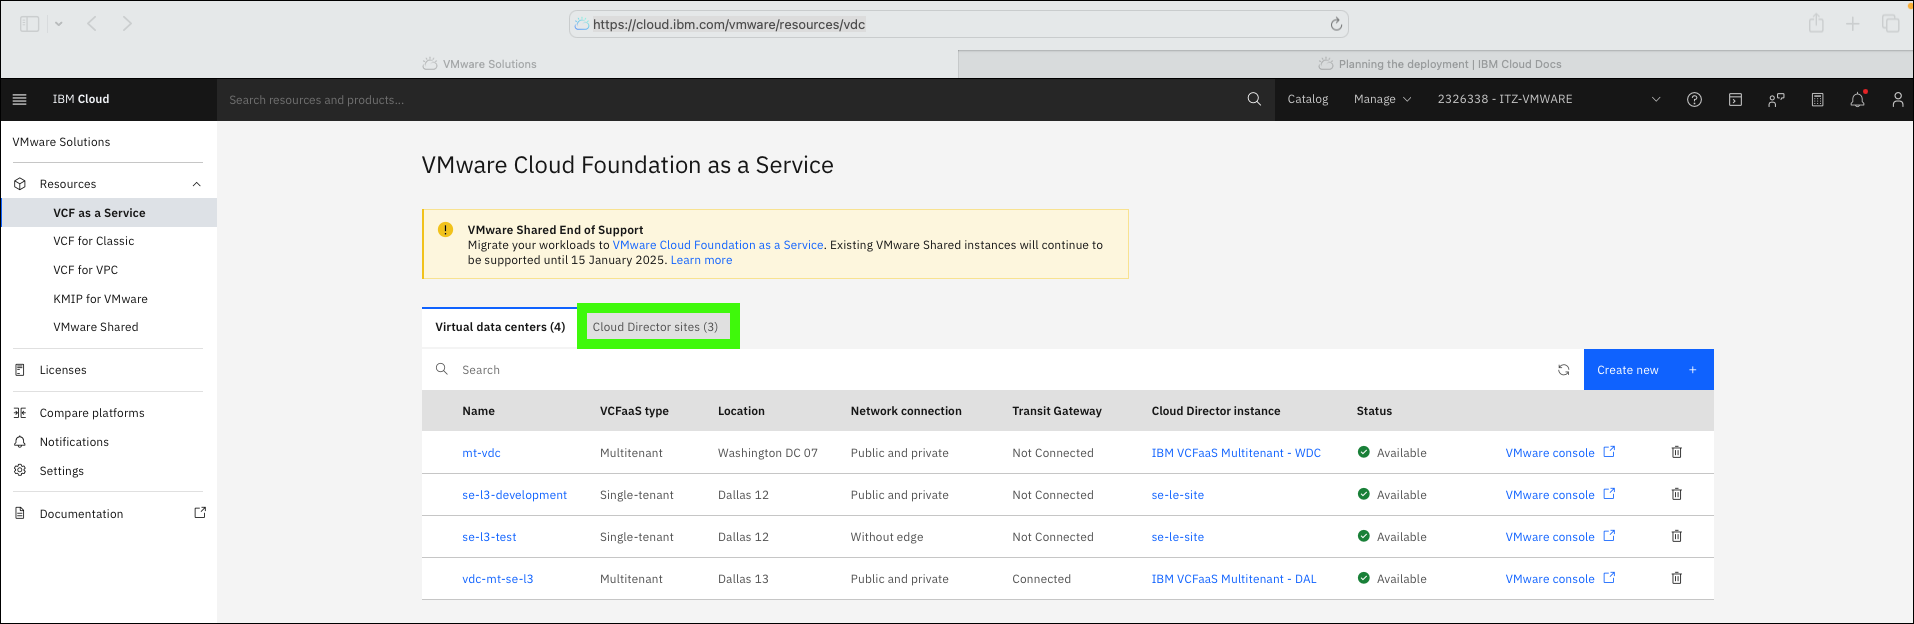 https://cloud.ibm.com/vmware/resources/vdc
VMware Solutions
Planning the deployment | IBM Cloud Docs
IBM Cloud
Search resources and products...
Catalog
Manage
2326338 - ITZ-VMWARE
VMware Solutions
Resources
VCF as a Service
VCF for Classic
VCF for VPC
KMIP for VMware
VMware Shared
Licenses
Compare platforms
Notifications
Settings
Documentation
VMware Cloud Foundation as a Service
VMware Shared End of Support
Migrate your workloads to VMware Cloud Foundation as a Service. Existing VMware Shared instances will continue to
be supported until 15 January 2025. Learn more
Virtual data centers (4)
Cloud Director sites (3)
Search
Create new +
Name VCFaaS type Location Network connection Transit Gateway Cloud Director instance Status
mt-vdc Multitenant Washington DC 07 Public and private Not Connected IBM VCFaaS Multitenant - WDC Available VMware console
se-l3-development Single-tenant Dallas 12 Public and private Not Connected se-le-site Available VMware console
se-l3-test Single-tenant Dallas 12 Without edge Not Connected se-le-site Available VMware console
vdc-mt-se-l3 Multitenant Dallas 13 Public and private Connected IBM VCFaaS Multitenant - DAL Available VMware console